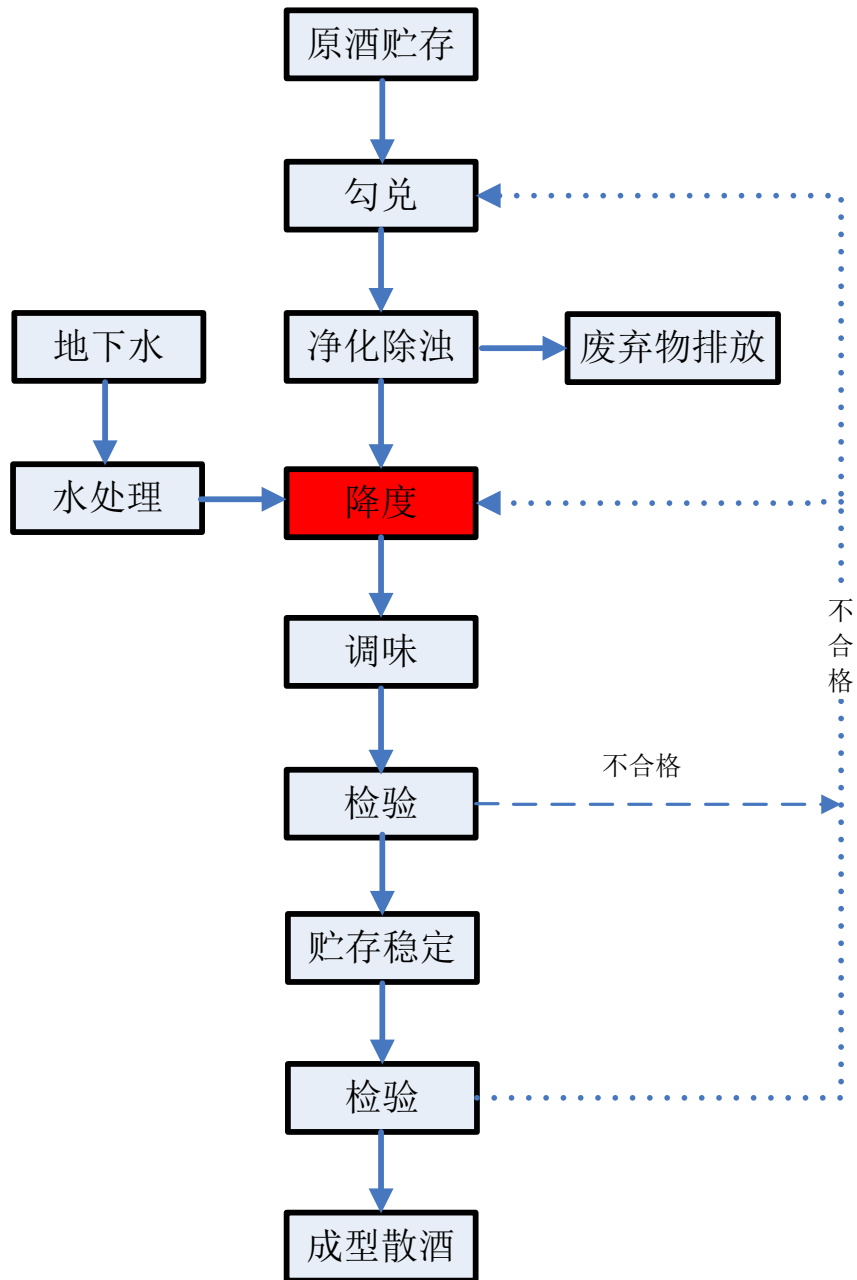 原酒贮存
勾兑
地下水
净化除浊
废弃物排放
水处理
降度
不合格
调味
不合格
检验
贮存稳定
检验
成型散酒